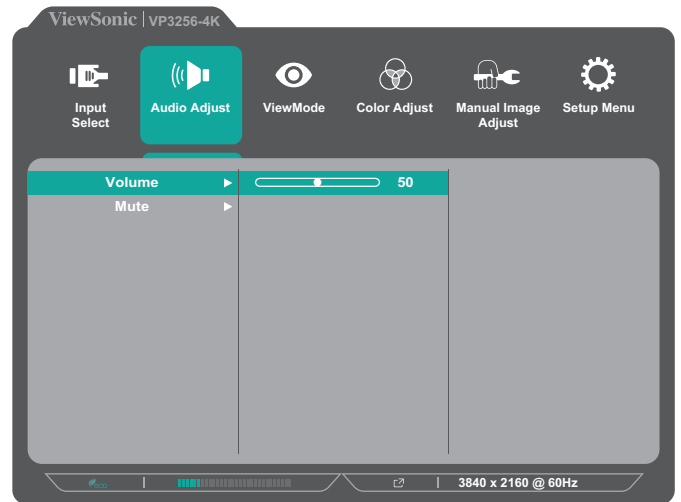 ViewSonic | VP3256-4K
Input Select
Audio Adjust
ViewMode
Color Adjust
Manual Image Adjust
Setup Menu
Volume 50
Mute
eco
3840 x 2160 @ 60Hz